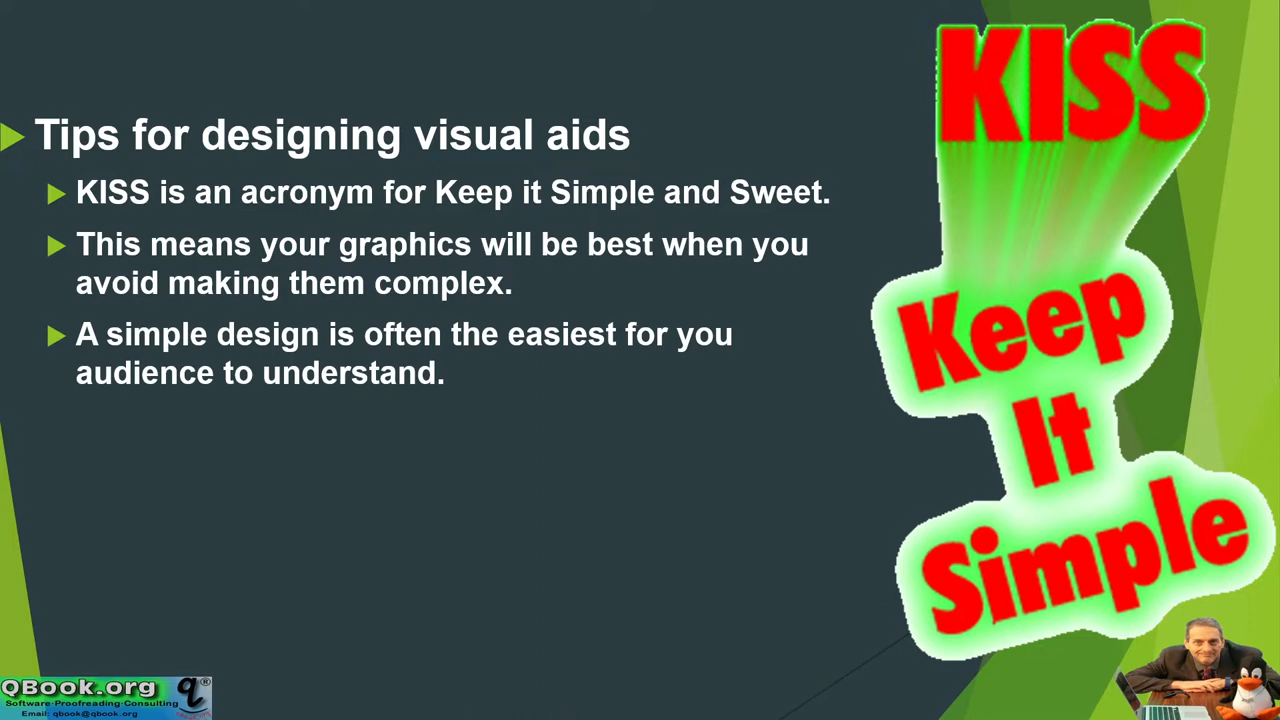 KISS
Tips for designing visual aids
KISS is an acronym for Keep it Simple and Sweet.
This means your graphics will be best when you
avoid making them complex.
A simple design is often the easiest for you
audience to understand.
Keep
It
Simple
QBook.org
q®
Software·Proofreading·Consulting
Email: qbook@qbook.org